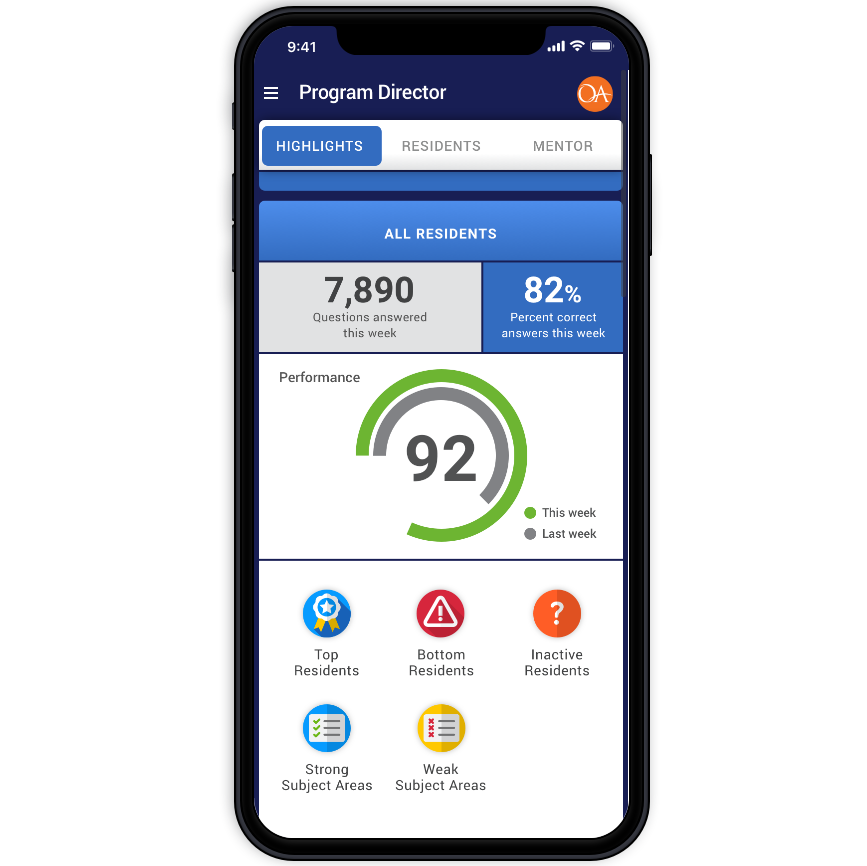 9:41
Program Director
OA
HIGHLIGHTS RESIDENTS MENTOR
ALL RESIDENTS
7,890
Questions answered
this week
82%
Percent correct
answers this week
Performance
92
This week
Last week
?
Top
Residents
Bottom
Residents
Inactive
Residents
Strong
Subject Areas
Weak
Subject Areas